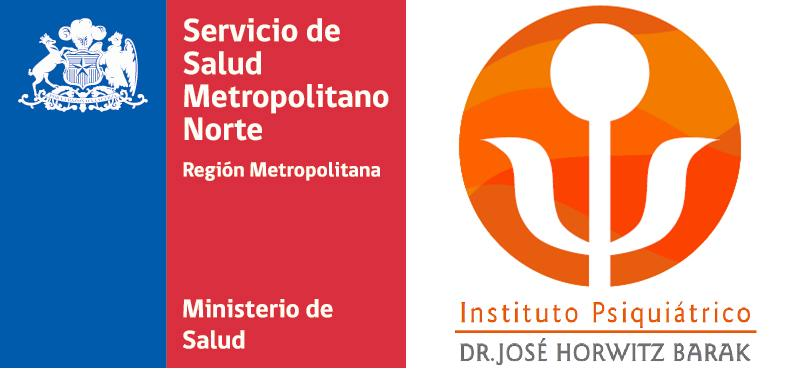 Servicio de
Salud
Metropolitano
Norte
Región Metropolitana
Ministerio de
Salud
Instituto Psiquiátrico
DR.JOSÉ HORWITZ BARAK